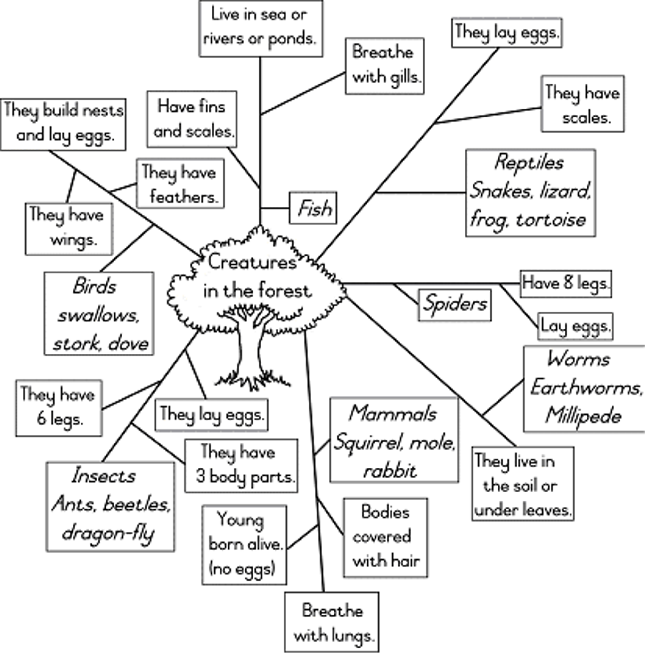 Live in sea or
rivers or ponds.
They lay eggs.
Breathe
with gills.
They build nests
and lay eggs.
Have fins
and scales.
They have
scales.
They have
feathers.
Reptiles
Snakes, lizard,
frog, tortoise
They have
wings.
Fish
Creatures
in the forest
Birds
swallows,
stork, dove
Spiders
Have 8 legs.
Lay eggs.
Worms
Earthworms,
Millipede
They have
6 legs.
They lay eggs.
Mammals
Squirrel, mole,
rabbit
They live in
the soil or
under leaves.
They have
3 body parts.
Insects
Ants, beetles,
dragon-fly
Young
born alive.
(no eggs)
Bodies
covered
with hair
Breathe
with lungs.